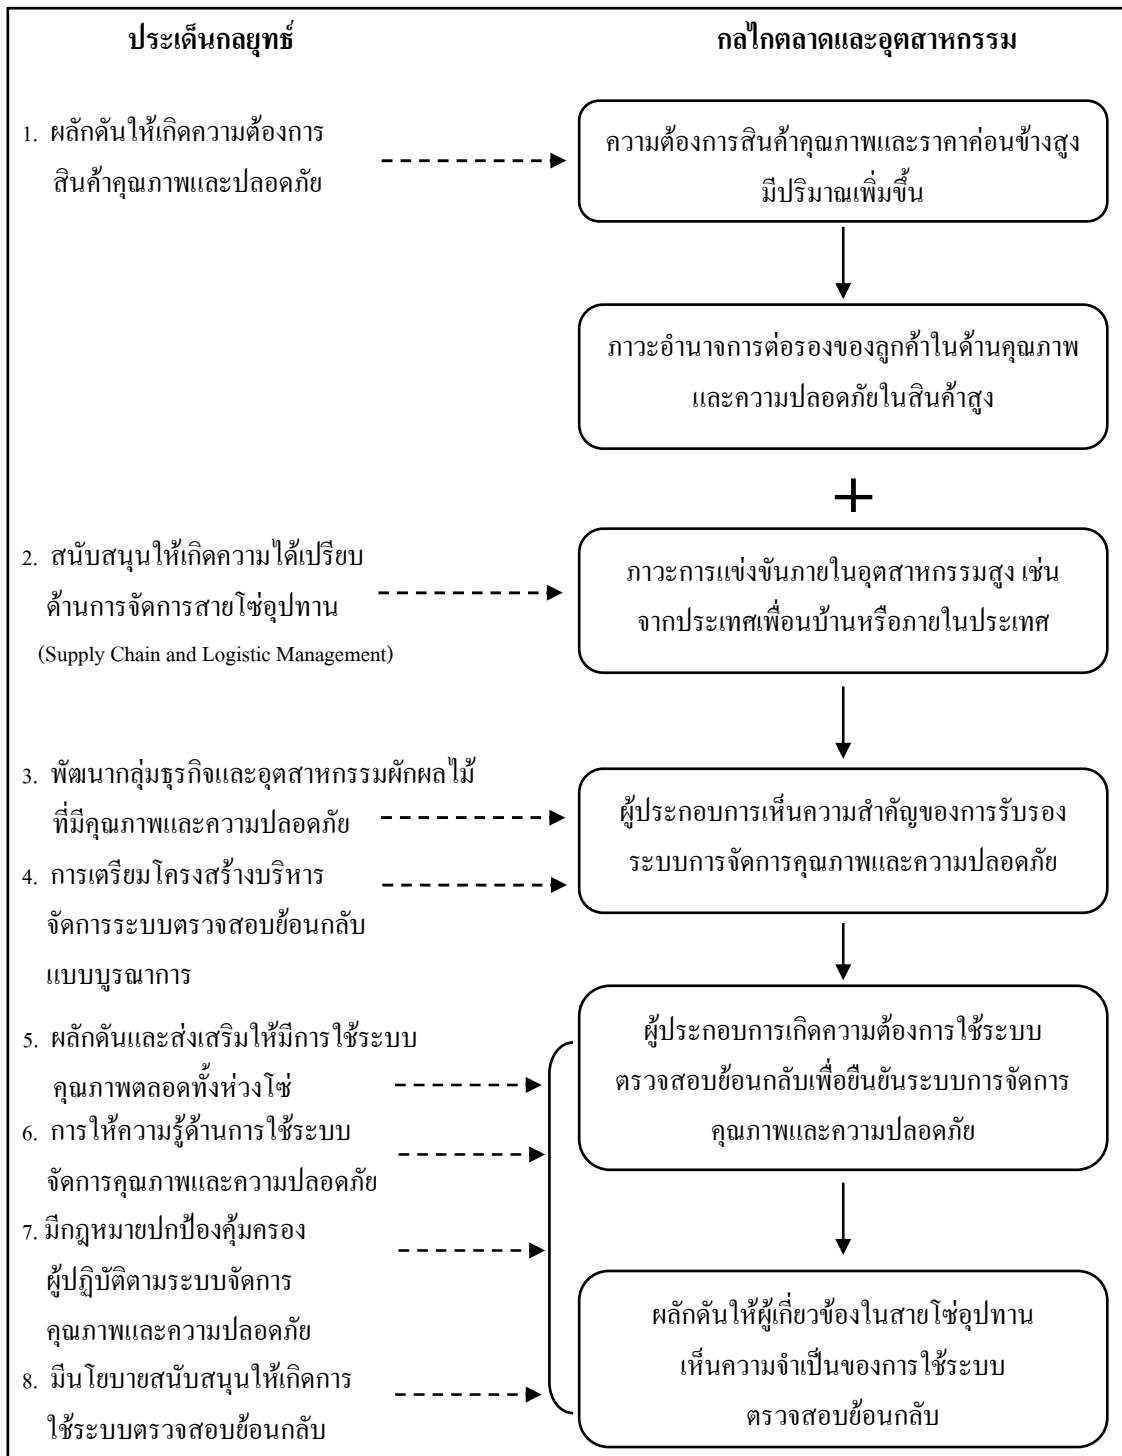 ประเด็นกลยุทธ์
กลไกตลาดและอุตสาหกรรม
1. ผลักดันให้เกิดความต้องการ
สินค้าคุณภาพและปลอดภัย
ความต้องการสินค้าคุณภาพและราคาค่อนข้างสูง
มีปริมาณเพิ่มขึ้น
ภาวะอำนาจการต่อรองของลูกค้าในด้านคุณภาพ
และความปลอดภัยในสินค้าสูง
+
2. สนับสนุนให้เกิดความได้เปรียบ
ด้านการจัดการสายโซ่อุปทาน
(Supply Chain and Logistic Management)
ภาวะการแข่งขันภายในอุตสาหกรรมสูง เช่น
จากประเทศเพื่อนบ้านหรือภายในประเทศ
3. พัฒนากลุ่มธุรกิจและอุตสาหกรรมผักผลไม้
ที่มีคุณภาพและความปลอดภัย
4. การเตรียมโครงสร้างบริหาร
จัดการระบบตรวจสอบย้อนกลับ
แบบบูรณาการ
ผู้ประกอบการเห็นความสำคัญของการรับรอง
ระบบการจัดการคุณภาพและความปลอดภัย
5. ผลักดันและส่งเสริมให้มีการใช้ระบบ
คุณภาพตลอดทั้งห่วงโซ่
6. การให้ความรู้ด้านการใช้ระบบ
จัดการคุณภาพและความปลอดภัย
ผู้ประกอบการเกิดความต้องการใช้ระบบ
ตรวจสอบย้อนกลับเพื่อยืนยันระบบการจัดการ
คุณภาพและความปลอดภัย
7. มีกฎหมายปกป้องคุ้มครอง
ผู้ปฏิบัติตามระบบจัดการ
คุณภาพและความปลอดภัย
8. มีนโยบายสนับสนุนให้เกิดการ
ใช้ระบบตรวจสอบย้อนกลับ
ผลักดันให้ผู้เกี่ยวข้องในสายโซ่อุปทาน
เห็นความจำเป็นของการใช้ระบบ
ตรวจสอบย้อนกลับ